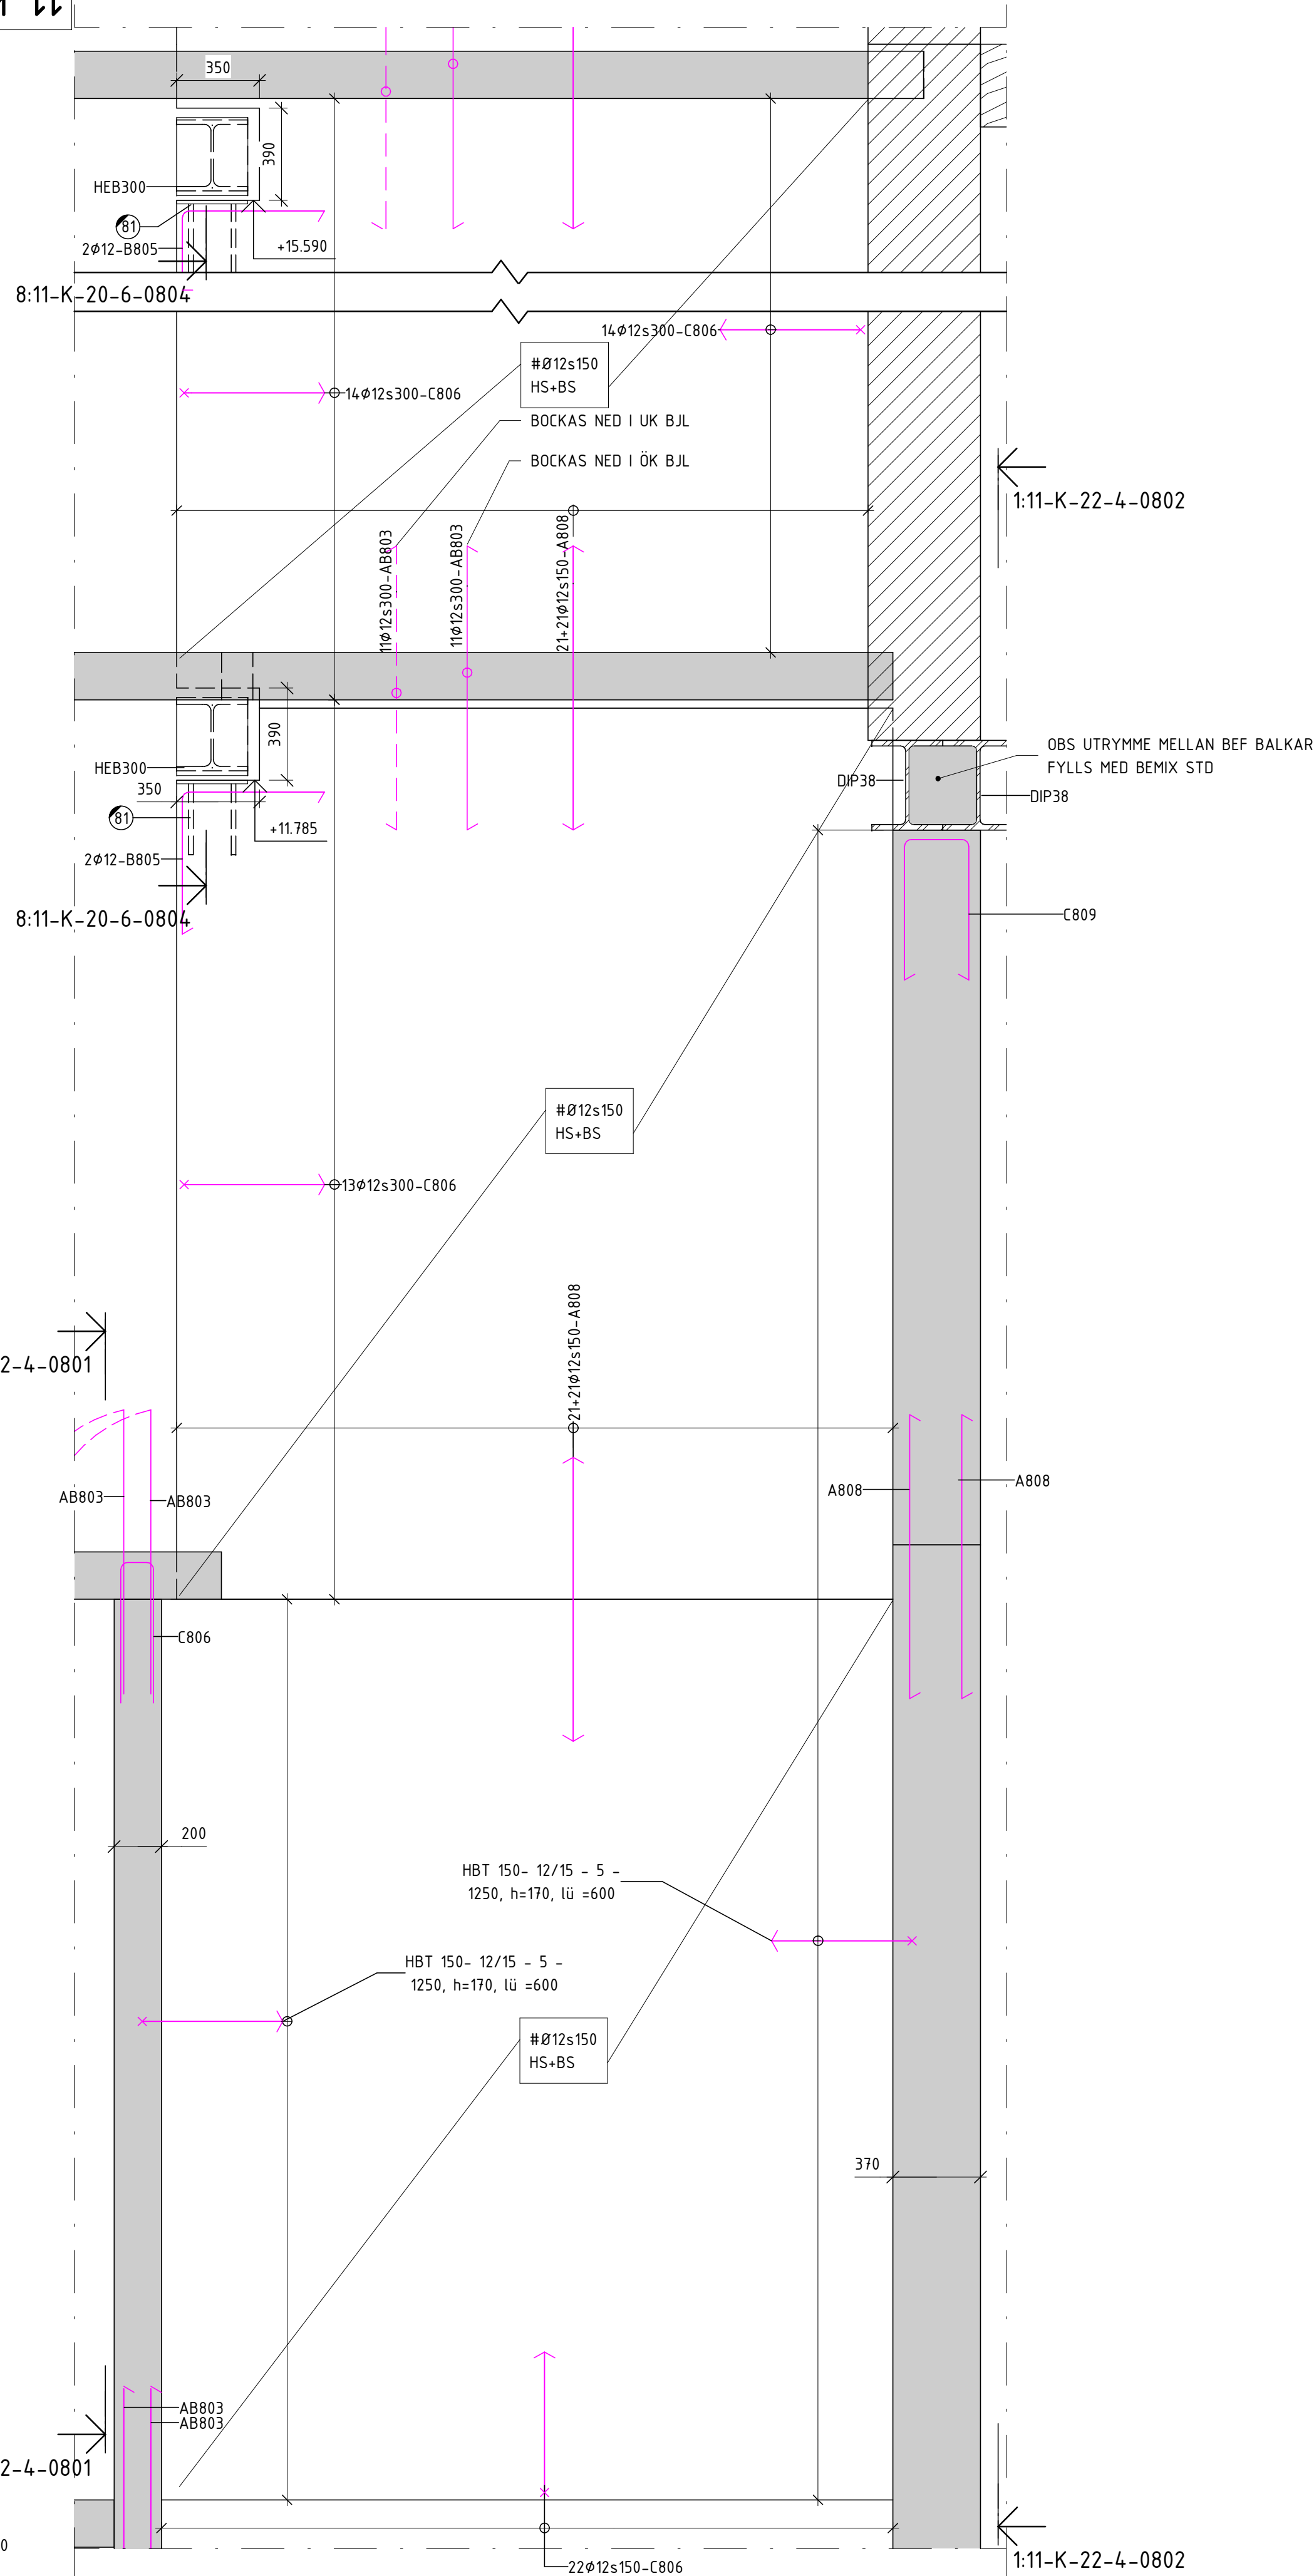 350
390
HEB300
81
2ϕ12-B805
+15.590
8:11-K-20-6-0804
14ϕ12s300-C806
#Ø12s150
HS+BS
14ϕ12s300-C806
BOCKAS NED I UK BJL
BOCKAS NED I ÖK BJL
1:11-K-22-4-0802
11ϕ12s300-AB803
11ϕ12s300-AB803
21+21ϕ12s150-A808
390
HEB300
350
81
+11.785
2ϕ12-B805
8:11-K-20-6-0804
OBS UTRYMME MELLAN BEF BALKAR
FYLLS MED BEMIX STD
DIP38
DIP38
C809
#Ø12s150
HS+BS
13ϕ12s300-C806
21+21ϕ12s150-A808
2-4-0801
AB803
AB803
A808
A808
C806
200
HBT 150- 12/15 - 5 -
1250, h=170, lü =600
HBT 150- 12/15 - 5 -
1250, h=170, lü =600
#Ø12s150
HS+BS
370
AB803
AB803
2-4-0801
0
22ϕ12s150-C806
1:11-K-22-4-0802